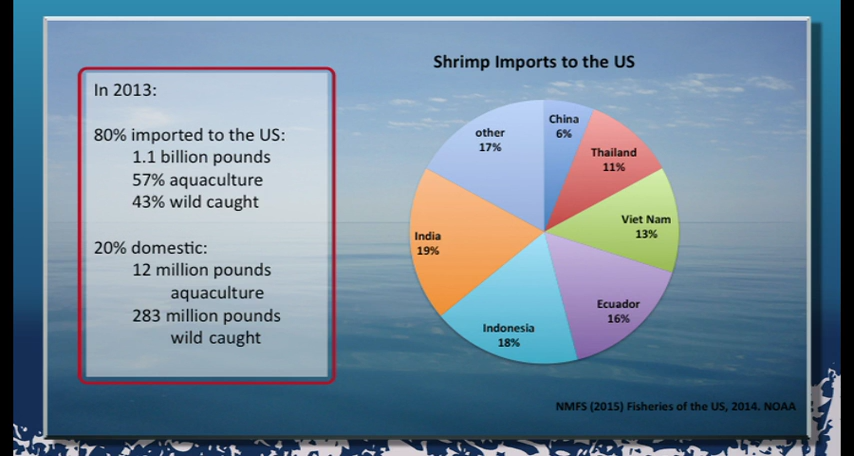 Shrimp Imports to the US
In 2013:
80% imported to the US:
1.1 billion pounds
57% aquaculture
43% wild caught
20% domestic:
12 million pounds
aquaculture
283 million pounds
wild caught
China
6%
Thailand
11%
Viet Nam
13%
Ecuador
16%
Indonesia
18%
India
19%
other
17%
NMFS (2015) Fisheries of the US, 2014. NOAA